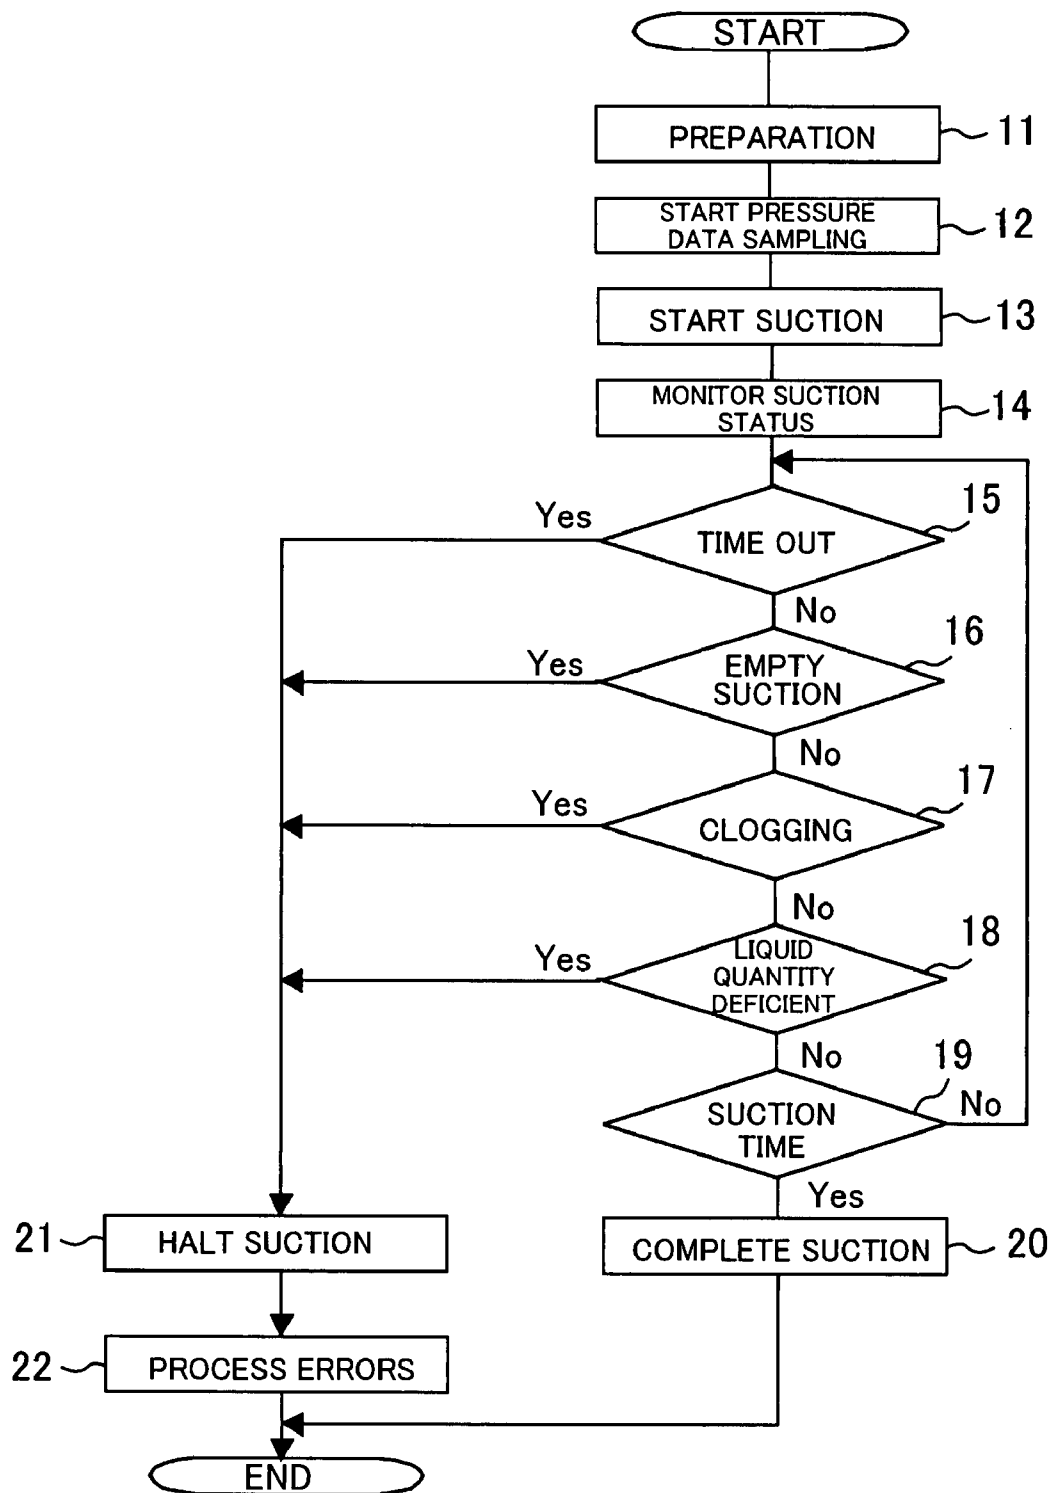 START
PREPARATION
11
START PRESSURE
DATA SAMPLING
12
START SUCTION
13
MONITOR SUCTION
STATUS
14
TIME OUT
15
Yes
No
EMPTY
SUCTION
16
Yes
No
CLOGGING
17
Yes
No
LIQUID
QUANTITY
DEFICIENT
18
Yes
No
SUCTION
TIME
19
No
Yes
21
HALT SUCTION
COMPLETE SUCTION
20
22
PROCESS ERRORS
END